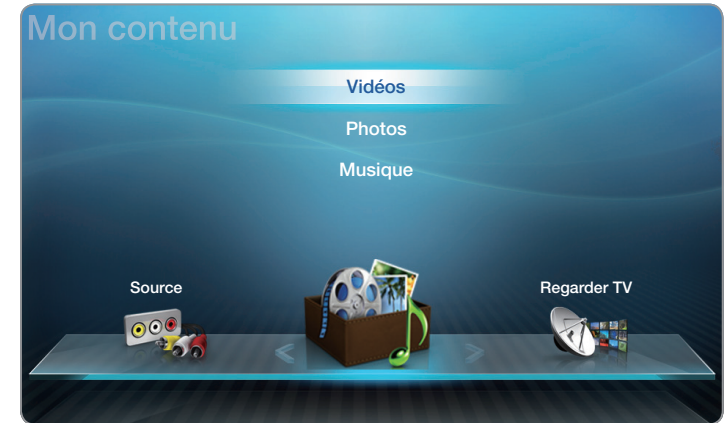 Mon contenu
Vidéos
Photos
Musique
Source
Regarder TV